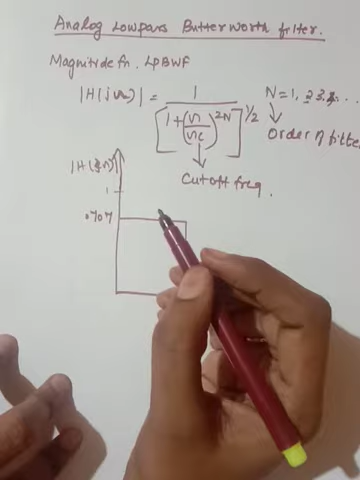 Analog Lowpass Butterworth filter.
Magnitude fn. LPBWF
|H(jΩ)| = 1 / [1+(Ω/Ωc)^2N]^1/2 N = 1, 2 3, 4...
Order of filter
Cutoff freq.
|H(jΩ)|
1
0.707